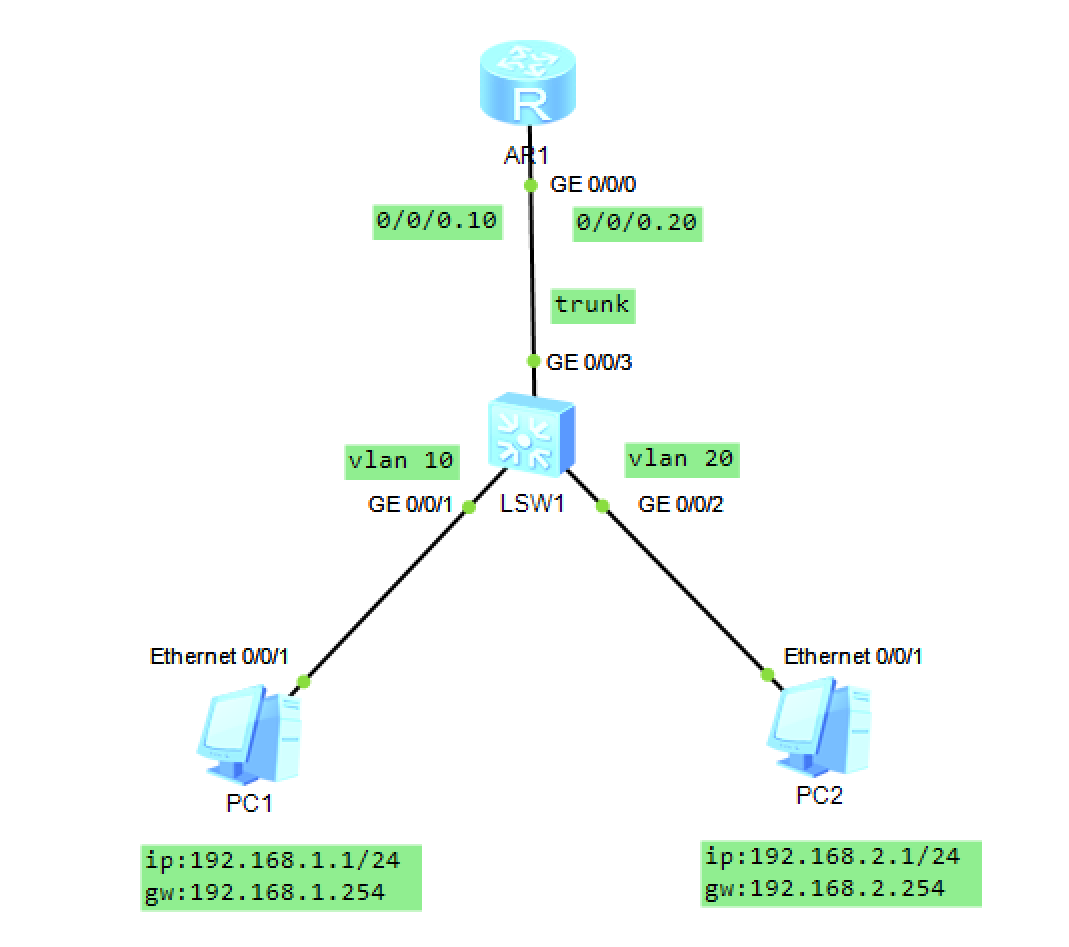 R
AR1
GE 0/0/0
0/0/0.10
0/0/0.20
trunk
GE 0/0/3
vlan 10
vlan 20
GE 0/0/1
LSW1
GE 0/0/2
Ethernet 0/0/1
Ethernet 0/0/1
PC1
PC2
ip:192.168.1.1/24
gw:192.168.1.254
ip:192.168.2.1/24
gw:192.168.2.254